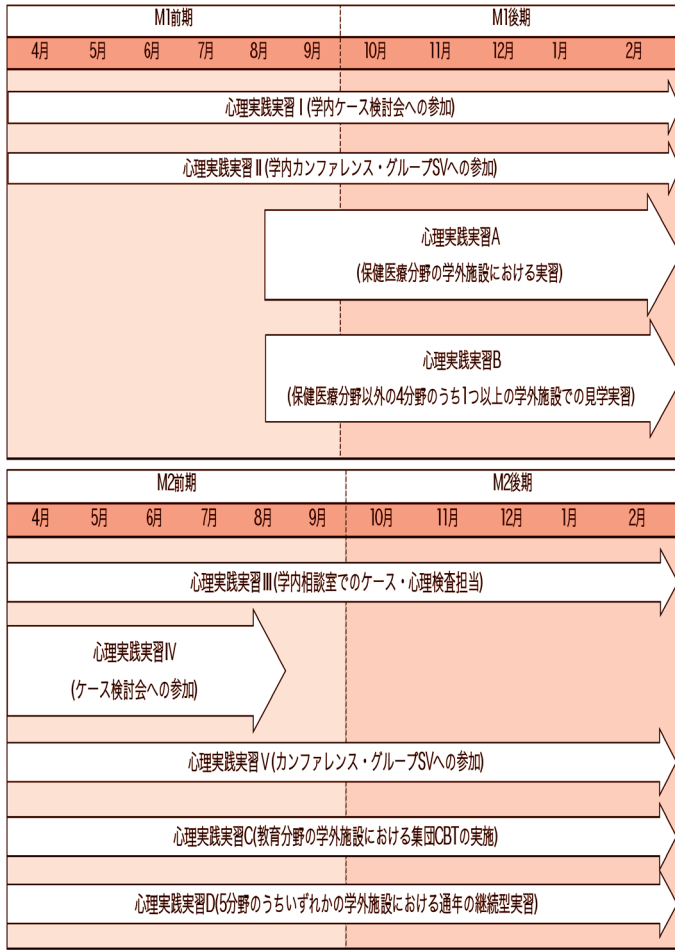 M1前期 M1後期
4月 5月 6月 7月 8月 9月 10月 11月 12月 1月 2月
心理実践実習Ⅰ(学内ケース検討会への参加)
心理実践実習Ⅱ(学内カンファレンス・グループSVへの参加)
心理実践実習A
(保健医療分野の学外施設における実習)
心理実践実習B
(保健医療分野以外の4分野のうち1つ以上の学外施設での見学実習)
M2前期 M2後期
4月 5月 6月 7月 8月 9月 10月 11月 12月 1月 2月
心理実践実習Ⅲ(学内相談室でのケース・心理検査担当)
心理実践実習Ⅳ
(ケース検討会への参加)
心理実践実習Ⅴ(カンファレンス・グループSVへの参加)
心理実践実習C(教育分野の学外施設における集団CBTの実施)
心理実践実習D(5分野のうちいずれかの学外施設における通年の継続型実習)